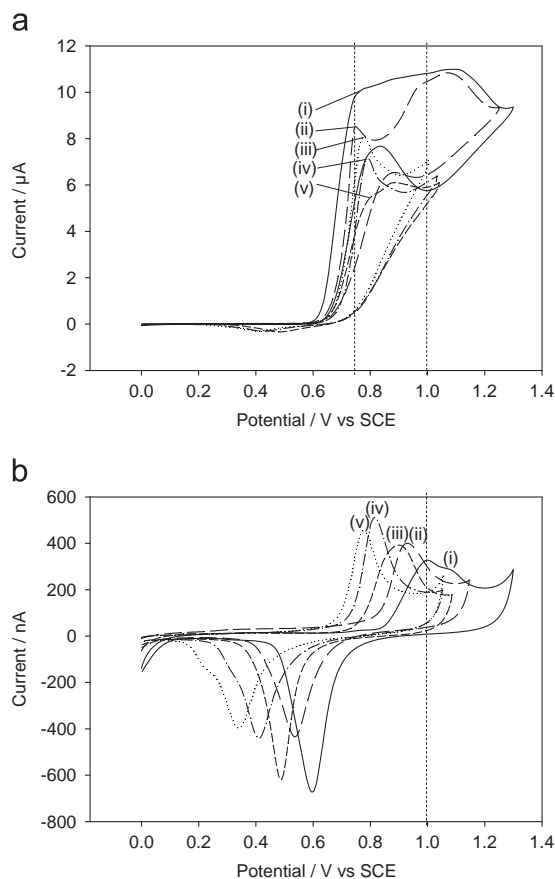 a
12
10
8
6
4
2
0
-2
Current / µA
(i)
(ii)
(iii)
(iv)
(v)
0.0 0.2 0.4 0.6 0.8 1.0 1.2 1.4
Potential / V vs SCE
b
600
400
200
0
-200
-400
-600
-800
Current / nA
(v) (iv) (iii) (ii) (i)
0.0 0.2 0.4 0.6 0.8 1.0 1.2 1.4
Potential / V vs SCE